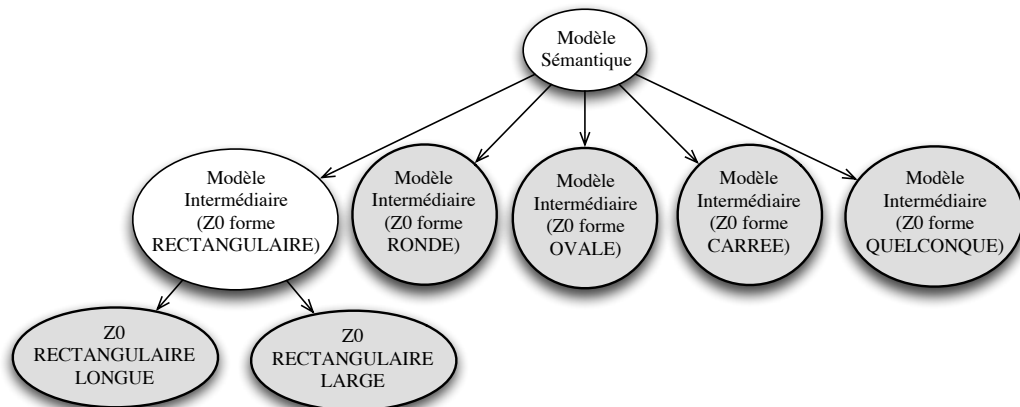 Modèle
Sémantique
Modèle
Intermédiaire
(Z0 forme
RECTANGULAIRE)
Modèle
Intermédiaire
(Z0 forme
RONDE)
Modèle
Intermédiaire
(Z0 forme
OVALE)
Modèle
Intermédiaire
(Z0 forme
CARREE)
Modèle
Intermédiaire
(Z0 forme
QUELCONQUE)
Z0
RECTANGULAIRE
LONGUE
Z0
RECTANGULAIRE
LARGE